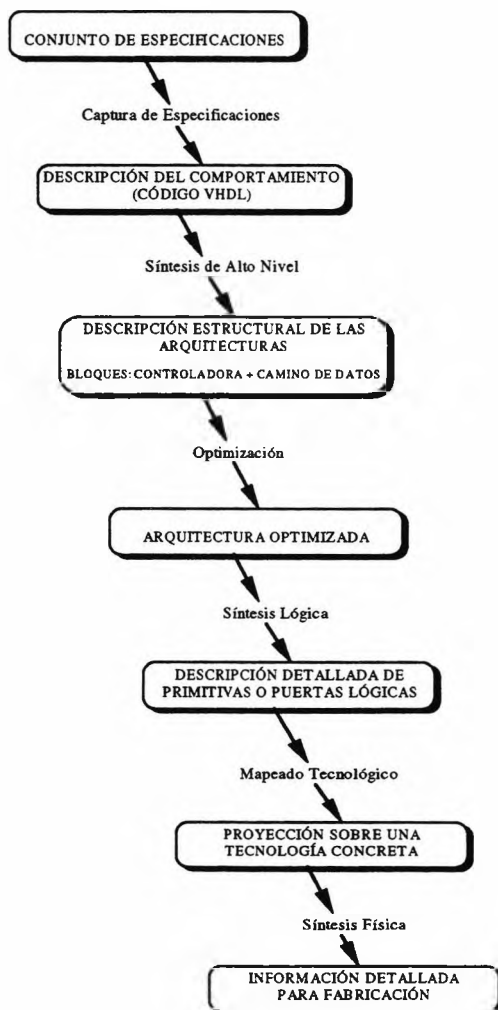 CONJUNTO DE ESPECIFICACIONES
Captura de Especificaciones
DESCRIPCIÓN DEL COMPORTAMIENTO
(CÓDIGO VHDL)
Síntesis de Alto Nivel
DESCRIPCIÓN ESTRUCTURAL DE LAS
ARQUITECTURAS
BLOQUES: CONTROLADORA + CAMINO DE DATOS
Optimización
ARQUITECTURA OPTIMIZADA
Síntesis Lógica
DESCRIPCIÓN DETALLADA DE
PRIMITIVAS O PUERTAS LÓGICAS
Mapeado Tecnológico
PROYECCIÓN SOBRE UNA
TECNOLOGÍA CONCRETA
Síntesis Física
INFORMACIÓN DETALLADA
PARA FABRICACIÓN